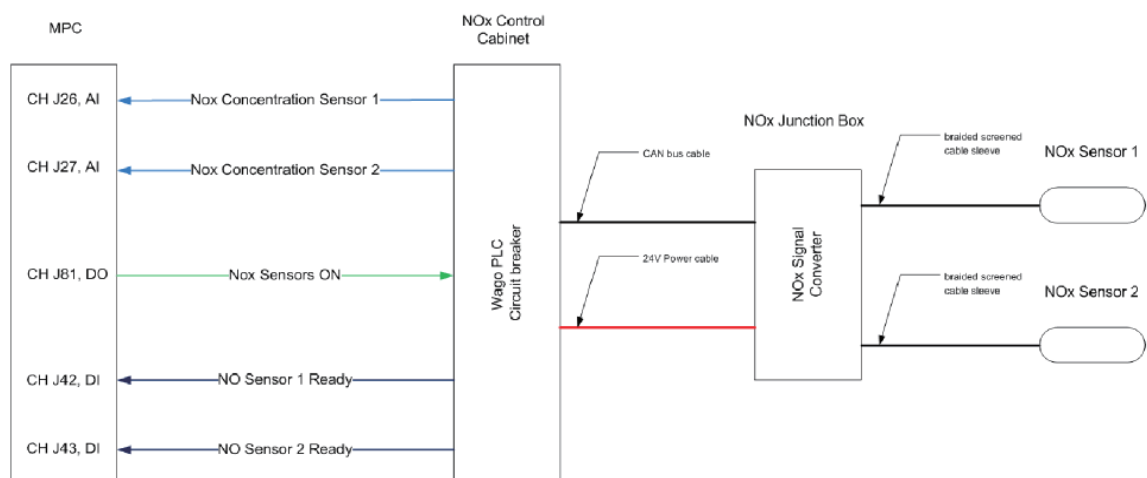 MPC
NOx Control
Cabinet
CH J26, AI
Nox Concentration Sensor 1
CH J27, AI
Nox Concentration Sensor 2
CH J81, DO
Nox Sensors ON
CH J42, DI
NO Sensor 1 Ready
CH J43, DI
NO Sensor 2 Ready
Wago PLC
Circuit breaker
CAN bus cable
24V Power cable
NOx Junction Box
NOx Signal
Converter
braided screened
cable sleeve
NOx Sensor 1
braided screened
cable sleeve
NOx Sensor 2